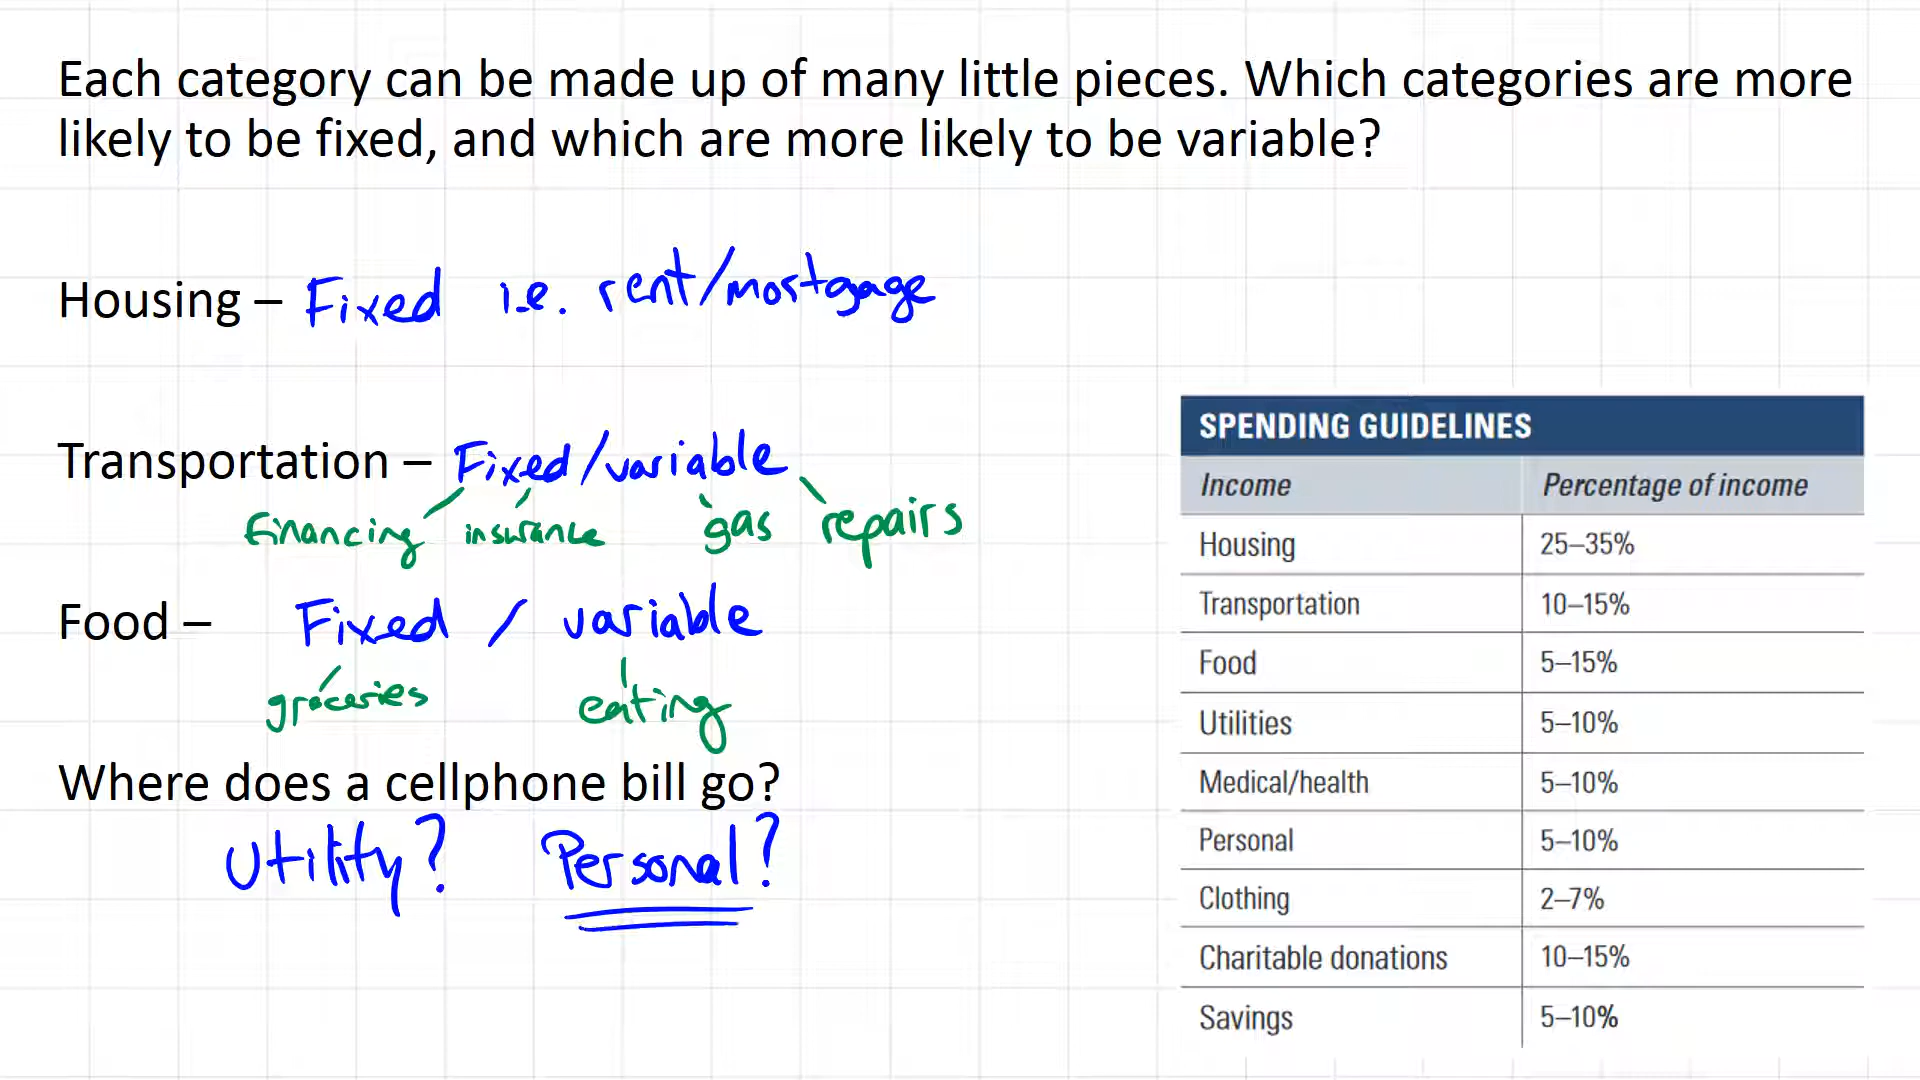 Each category can be made up of many little pieces. Which categories are more
likely to be fixed, and which are more likely to be variable?
Housing – Fixed i.e. rent/mostgage
Transportation – Fixed/variable
financing insurance gas repairs
Food – Fixed / variable
groceries eating
Where does a cellphone bill go?
Utility? Personal?
SPENDING GUIDELINES
Income Percentage of income
Housing 25–35%
Transportation 10–15%
Food 5–15%
Utilities 5–10%
Medical/health 5–10%
Personal 5–10%
Clothing 2–7%
Charitable donations 10–15%
Savings 5–10%